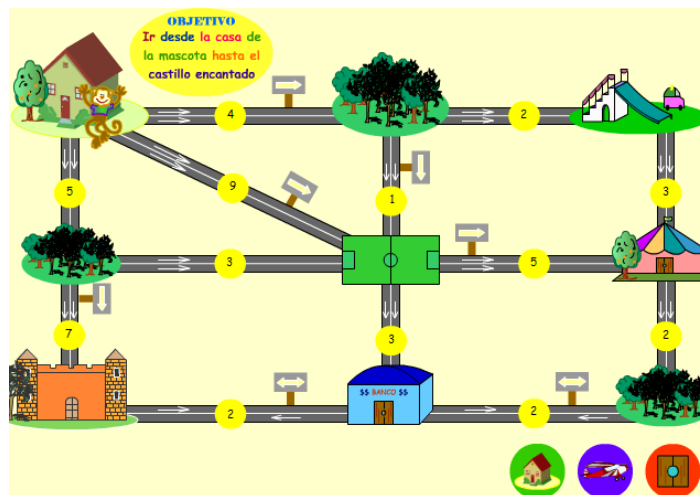 OBJETIVO
Ir desde la casa de
la mascota hasta el
castillo encantado
4
2
9
5
1
3
3
5
7
3
2
$$ BANCO $$
2
2